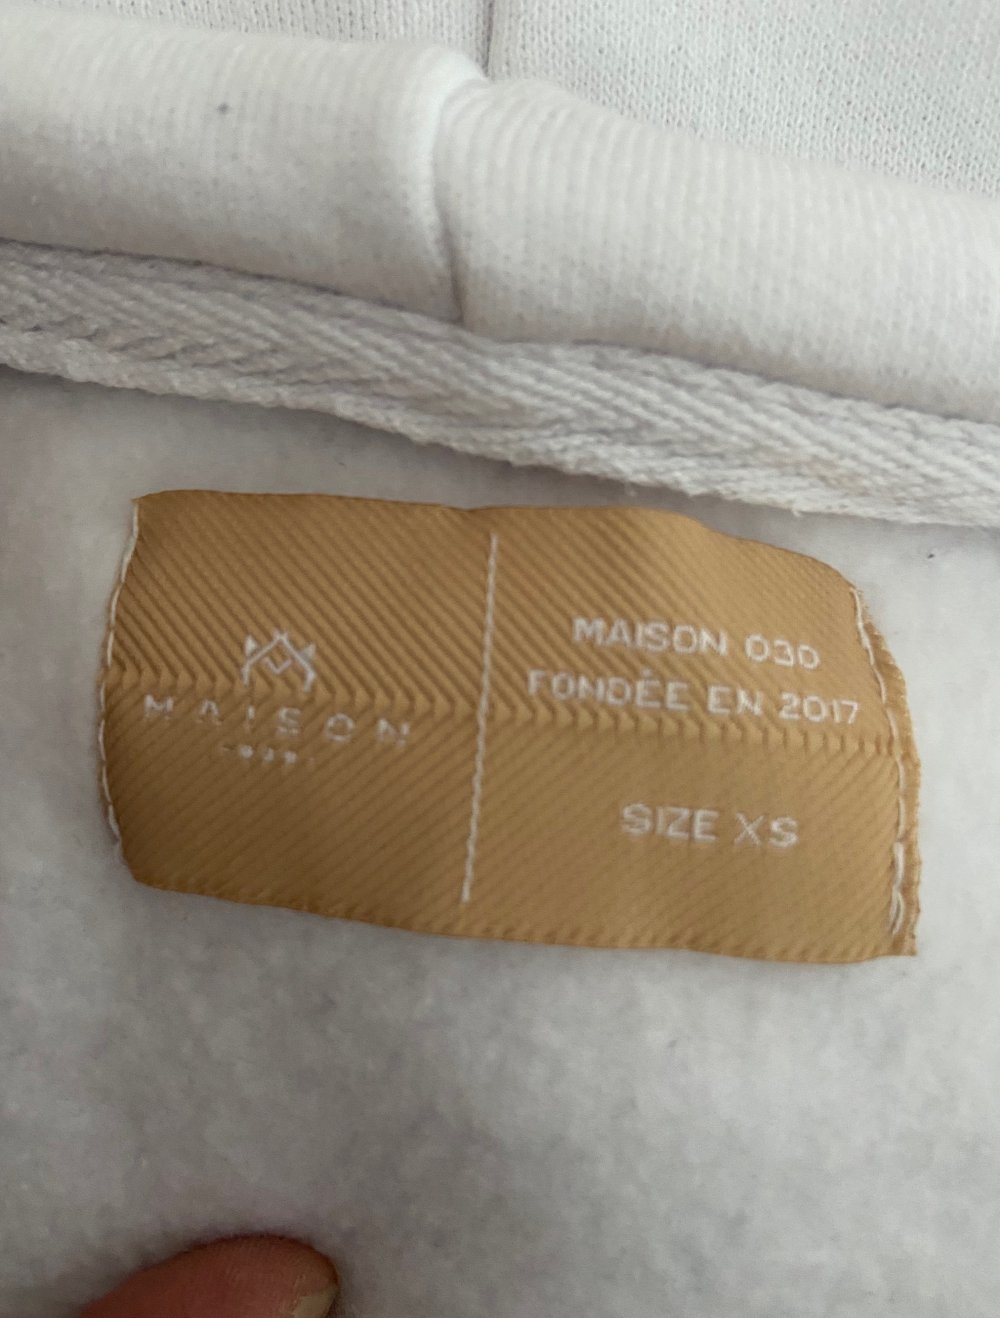 MAISON
MAISON 030
FONDÉE EN 2017
SIZE XS